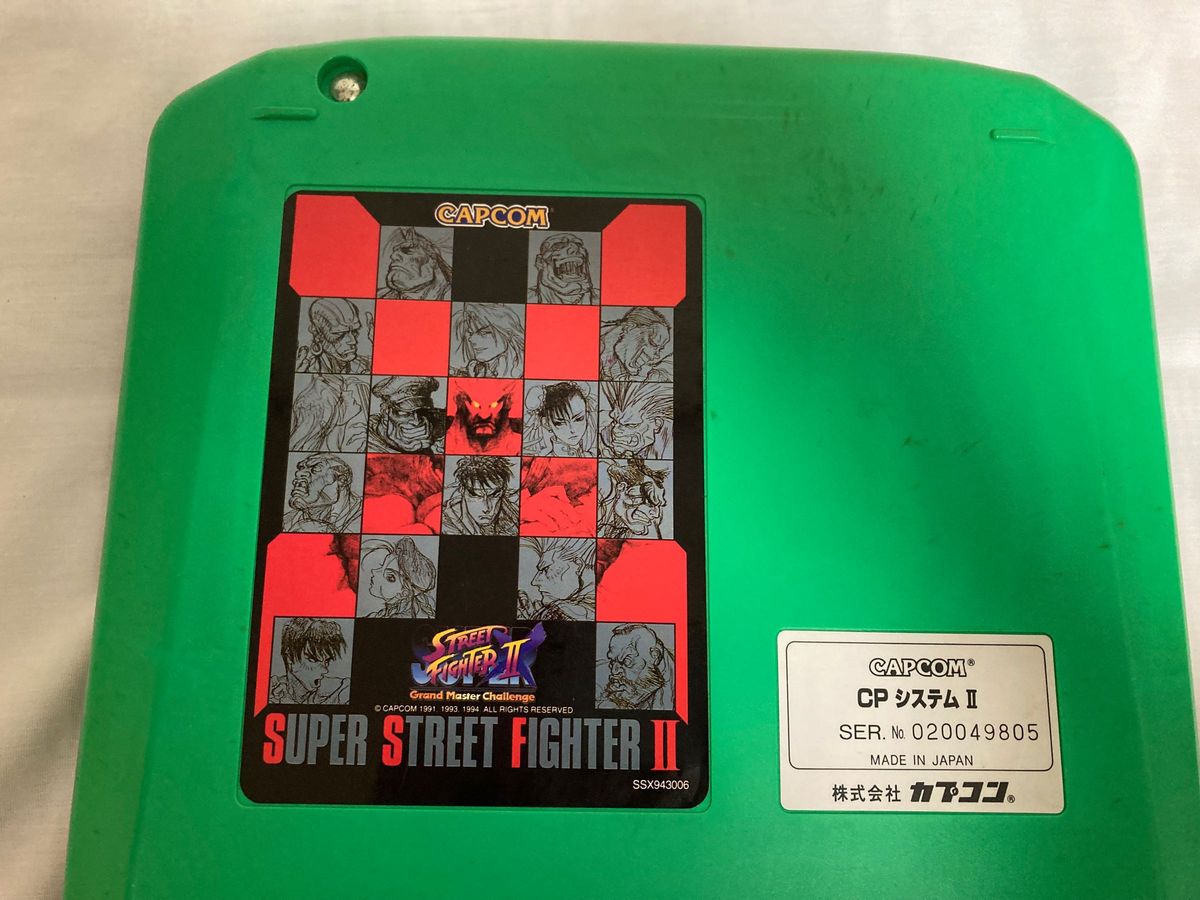 CAPCOM®
STREET
FIGHTER II X
Grand Master Challenge
© CAPCOM 1991, 1993, 1994 ALL RIGHTS RESERVED
SUPER STREET FIGHTER II
SSX943006
CAPCOM®
CP システム II
SER. No. 020049805
MADE IN JAPAN
株式会社 カプコン®